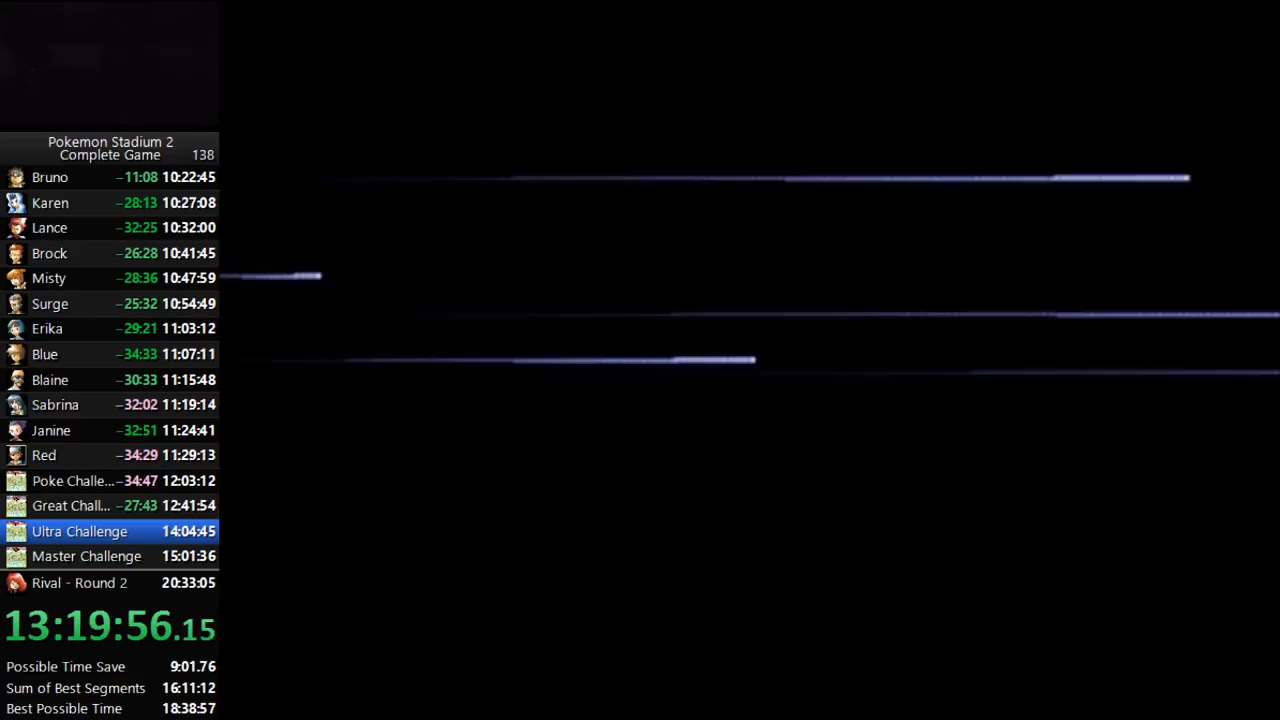 Pokemon Stadium 2
Complete Game 138
Bruno −11:08 10:22:45
Karen −28:13 10:27:08
Lance −32:25 10:32:00
Brock −26:28 10:41:45
Misty −28:36 10:47:59
Surge −25:32 10:54:49
Erika −29:21 11:03:12
Blue −34:33 11:07:11
Blaine −30:33 11:15:48
Sabrina −32:02 11:19:14
Janine −32:51 11:24:41
Red −34:29 11:29:13
Poke Challe... −34:47 12:03:12
Great Chall... −27:43 12:41:54
Ultra Challenge 14:04:45
Master Challenge 15:01:36
Rival - Round 2 20:33:05
13:19:56.15
Possible Time Save 9:01.76
Sum of Best Segments 16:11:12
Best Possible Time 18:38:57